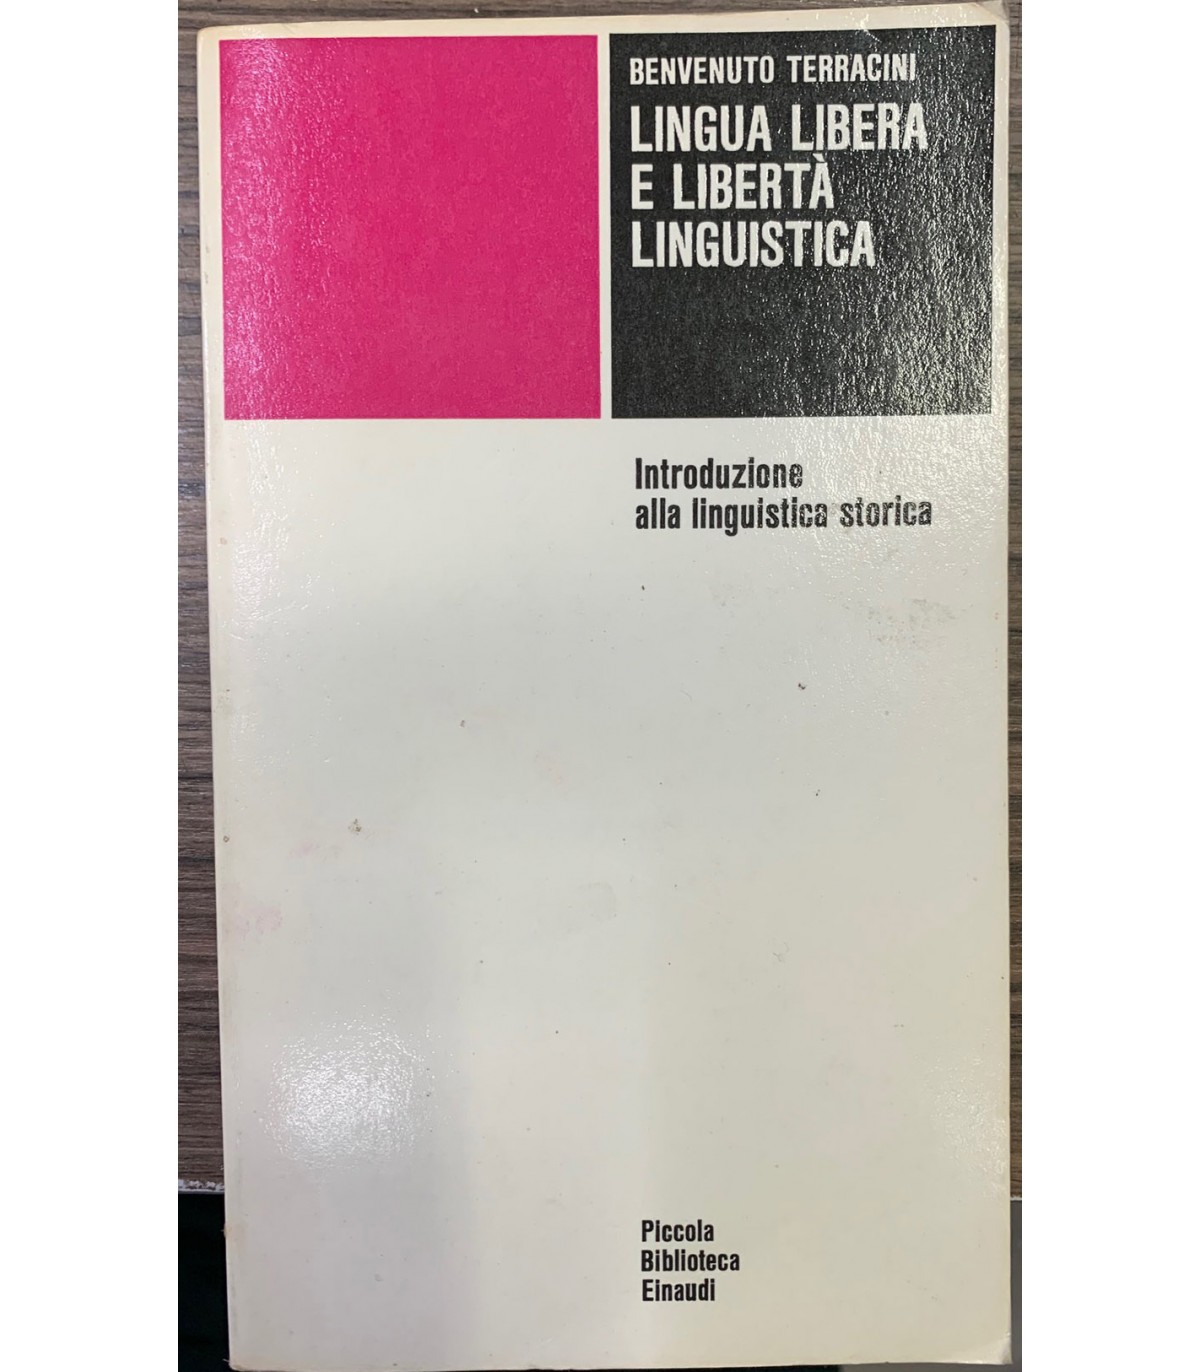 BENVENUTO TERRACINI
LINGUA LIBERA
E LIBERTÀ
LINGUISTICA
Introduzione
alla linguistica storica
Piccola
Biblioteca
Einaudi